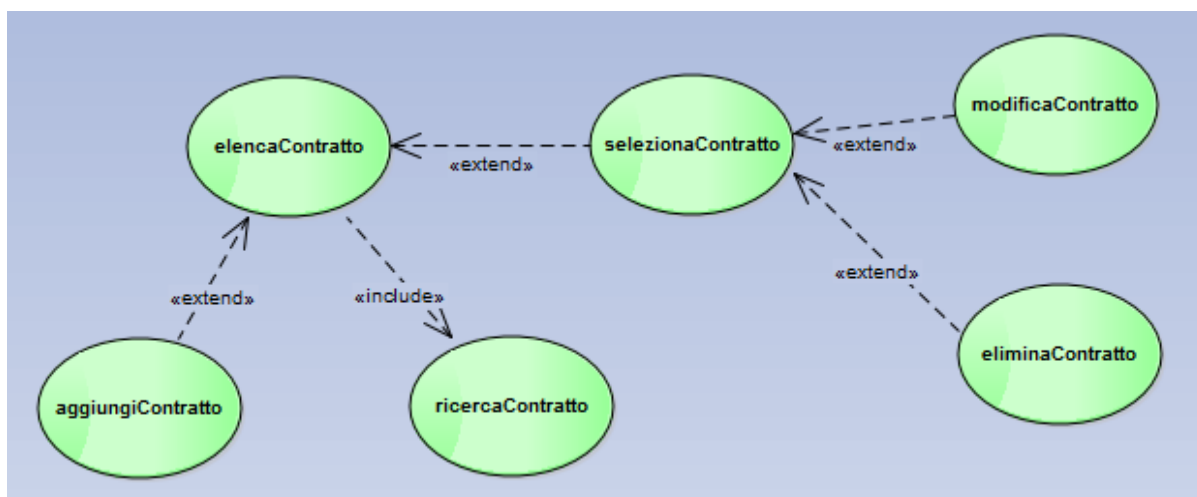 modificaContratto
elencaContratto
selezionaContratto
«extend»
«extend»
«extend»
«extend»
«include»
eliminaContratto
aggiungiContratto
ricercaContratto